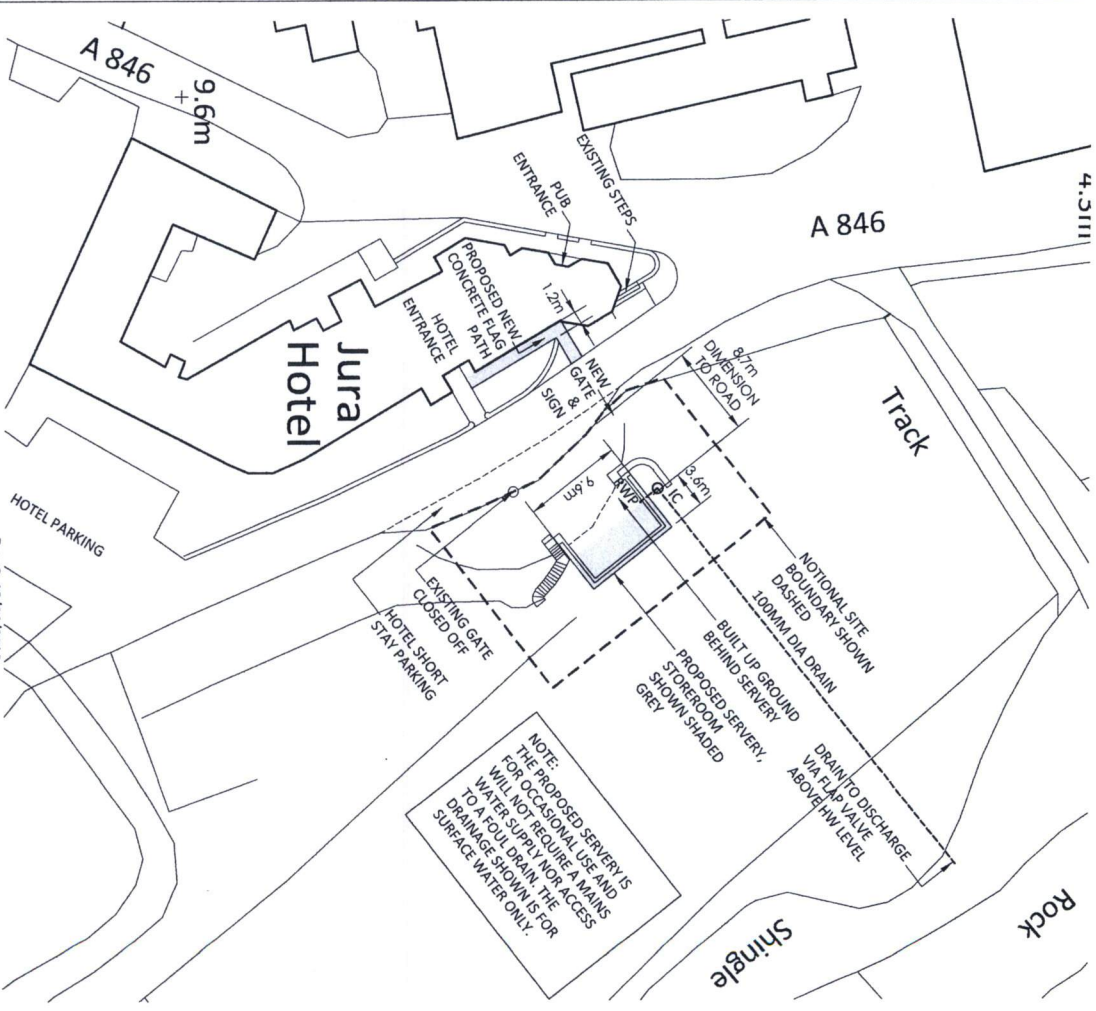 A 846
9.6m
4.5m
A 846
EXISTING STEPS
PUB
ENTRANCE
PROPOSED NEW
CONCRETE FLAG
PATH
HOTEL
ENTRANCE
1.2m
Jura
Hotel
NEW
GATE &
SIGN
8.7m
DIMENSION
TO ROAD
Track
HOTEL PARKING
9.6m
RWP
IC
3.6m
EXISTING GATE
CLOSED OFF
HOTEL SHORT
STAY PARKING
NOTIONAL SITE
BOUNDARY SHOWN
DASHED
100MM DIA DRAIN
BUILT UP GROUND
BEHIND SERVERY
PROPOSED SERVERY,
STOREROOM
SHOWN SHADED
GREY
DRAIN TO DISCHARGE
VIA FLAP VALVE
ABOVE HW LEVEL
NOTE:
THE PROPOSED SERVERY IS
FOR OCCASIONAL USE AND
WILL NOT REQUIRE A MAINS
WATER SUPPLY NOR ACCESS
TO A FOUL DRAIN. THE
DRAINAGE SHOWN IS FOR
SURFACE WATER ONLY.
Shingle
Rock